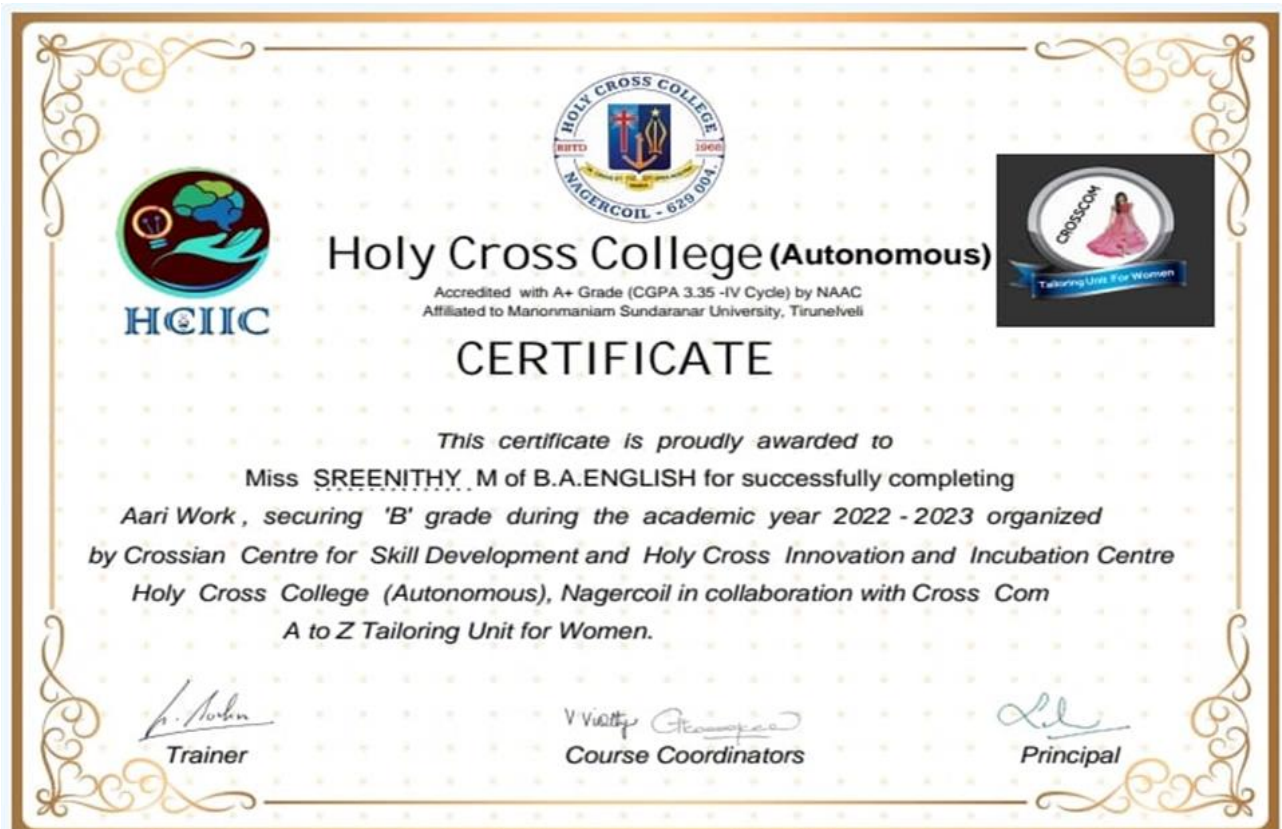 HOLY CROSS COLLEGE
ESTD 1965
NAGERCOIL - 629 004.
HCIIC
CROSSCOM
Tailoring Unit For Women
Holy Cross College (Autonomous)
Accredited with A+ Grade (CGPA 3.35 -IV Cycle) by NAAC
Affiliated to Manonmaniam Sundaranar University, Tirunelveli
CERTIFICATE
This certificate is proudly awarded to
Miss SREENITHY M of B.A.ENGLISH for successfully completing
Aari Work , securing 'B' grade during the academic year 2022 - 2023 organized
by Crossian Centre for Skill Development and Holy Cross Innovation and Incubation Centre
Holy Cross College (Autonomous), Nagercoil in collaboration with Cross Com
A to Z Tailoring Unit for Women.
Trainer
Course Coordinators
Principal